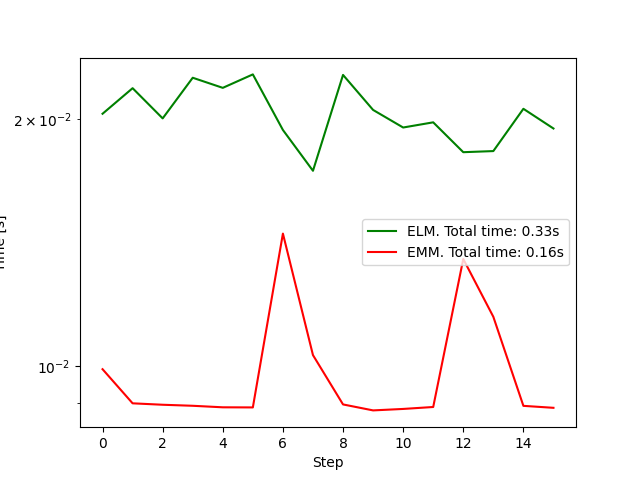 2 × 10⁻²
10⁻²
Time [s]
ELM. Total time: 0.33s
EMM. Total time: 0.16s
0 2 4 6 8 10 12 14
Step